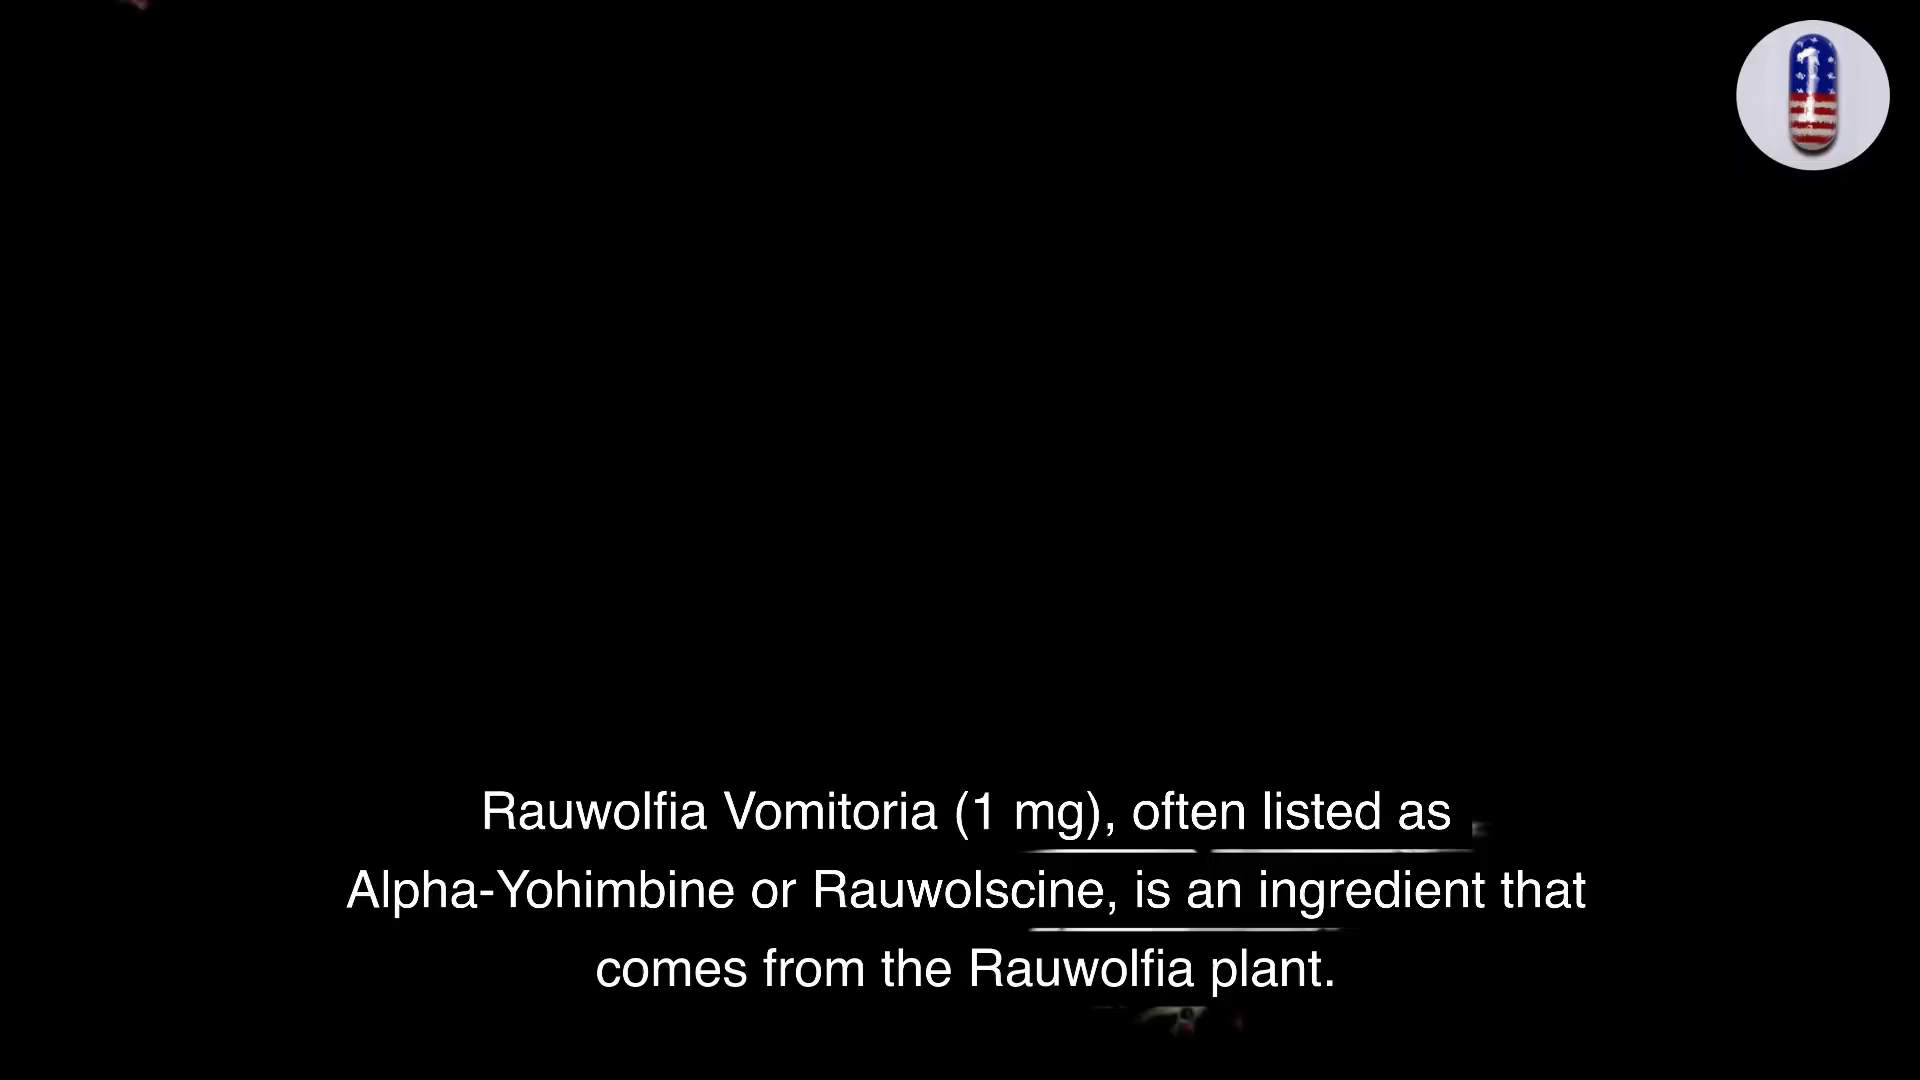 Rauwolfia Vomitoria (1 mg), often listed as
Alpha-Yohimbine or Rauwolscine, is an ingredient that
comes from the Rauwolfia plant.